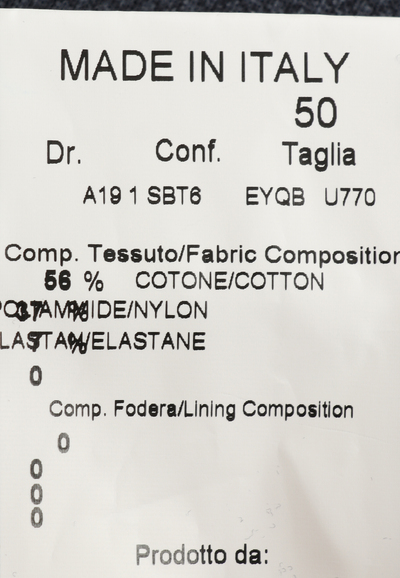 MADE IN ITALY
50
Dr. Conf. Taglia
A19 1 SBT6 EYQB U770
Comp. Tessuto/Fabric Composition
56 % COTONE/COTTON
37 % POLIAMMIDE/NYLON
7 % ELASTAN/ELASTANE
0
Comp. Fodera/Lining Composition
0
0
0
0
Prodotto da: